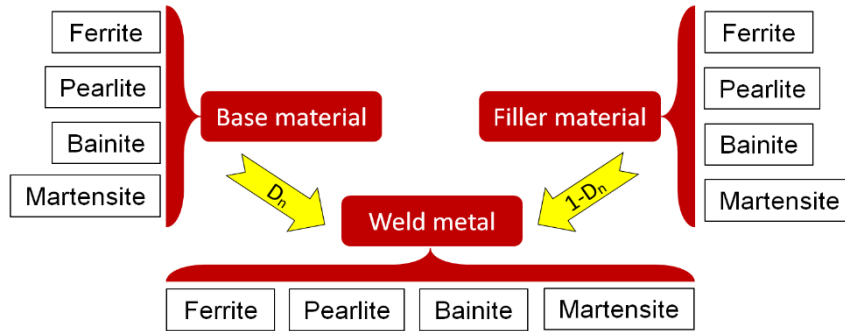 Ferrite
Pearlite
Bainite
Martensite
Base material
Filler material
Ferrite
Pearlite
Bainite
Martensite
Dn
1-Dn
Weld metal
Ferrite
Pearlite
Bainite
Martensite